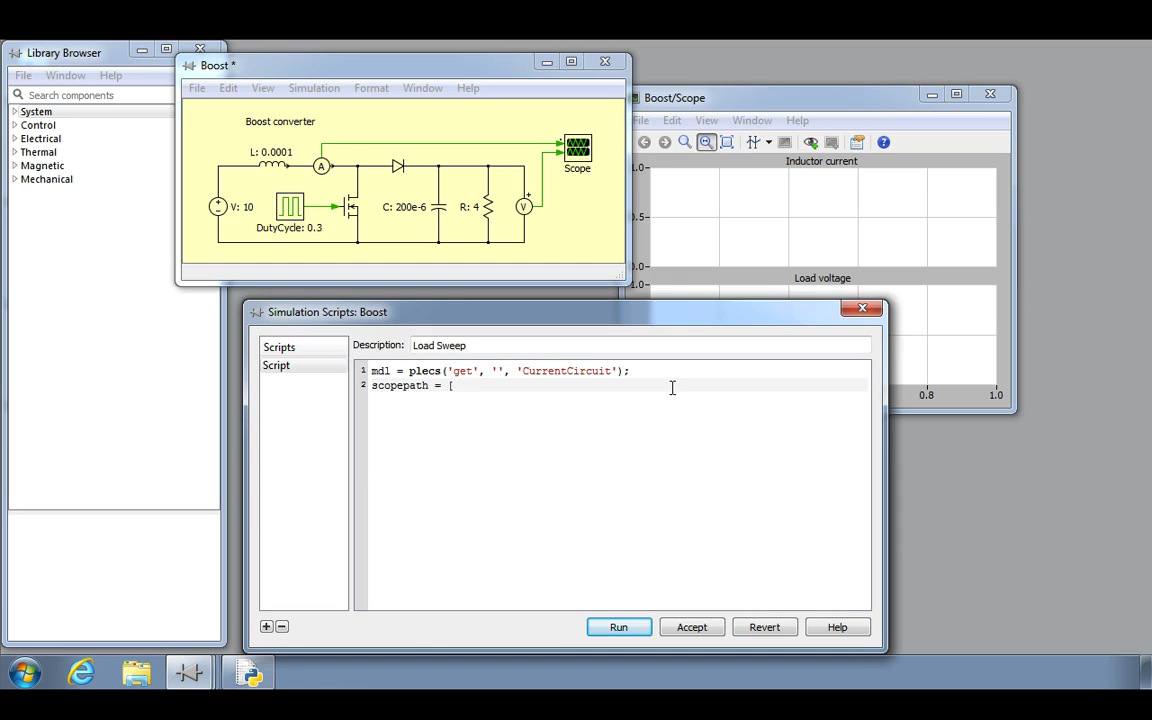 Library Browser
File Window Help
Search components
System
Control
Electrical
Thermal
Magnetic
Mechanical
Boost *
File Edit View Simulation Format Window Help
Boost converter
L: 0.0001
A
Scope
V: 10
C: 200e-6
R: 4
V
DutyCycle: 0.3
Boost/Scope
File Edit View Window Help
Inductor current
1.0
0.5
0.0
Load voltage
1.0
0.8 1.0
Simulation Scripts: Boost
Scripts
Script
Description: Load Sweep
1 mdl = plecs('get', '', 'CurrentCircuit');
2 scopepath = [
Run Accept Revert Help